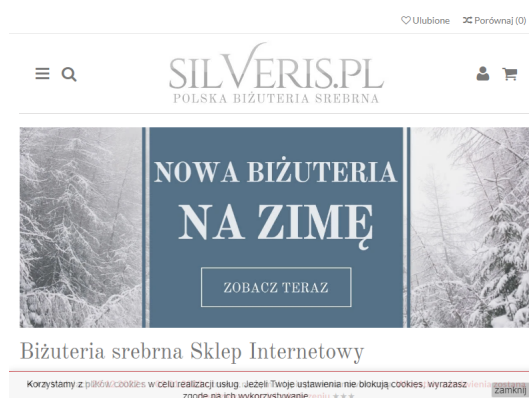 Ulubione Porównaj (0)
SILVERIS.PL
POLSKA BIŻUTERIA SREBRNA
NOWA BIŻUTERIA
NA ZIMĘ
ZOBACZ TERAZ
Biżuteria srebrna Sklep Internetowy
Korzystamy z plików cookies w celu realizacji usług. Jeżeli Twoje ustawienia nie blokują cookies, wyrażasz
zgodę na ich wykorzystywanie
zamknij